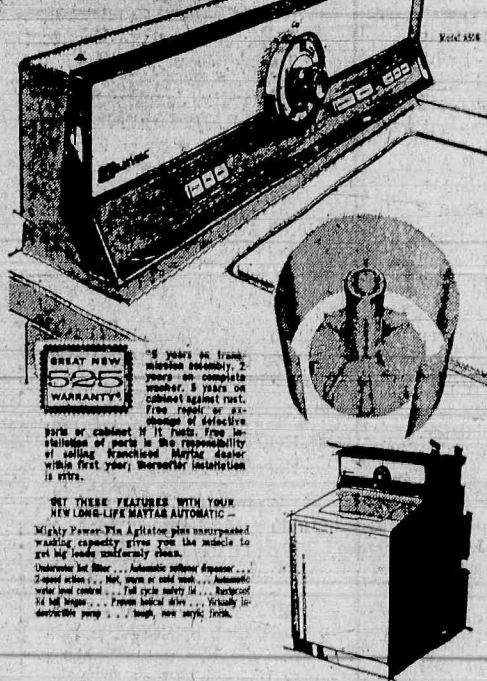 Model A506
MAYTAG
GREAT NEW
525
WARRANTY*
*5 years on trans-
mission assembly. 2
years on complete
washer. 5 years on
cabinet against rust.
Free repair or ex-
change of defective
parts or cabinet if it rusts. Free in-
stallation of parts is the responsibility
of selling franchised Maytag dealer
within first year; thereafter installation
is extra.
GET THESE FEATURES WITH YOUR
NEW LONG-LIFE MAYTAG AUTOMATIC —
Mighty Power-Fin Agitator plus unsurpassed
washing capacity gives you the muscle to
get big loads uniformly clean.
Underwater lint filter . . . Automatic softener dispenser . . .
2-speed action . . . Hot, warm or cold wash . . . Automatic
water level control . . . Full cycle safety lid . . . Rustproof
lid ball hinges . . . Proven helical drive . . . Virtually in-
destructible pump . . . tough, new acrylic finish.